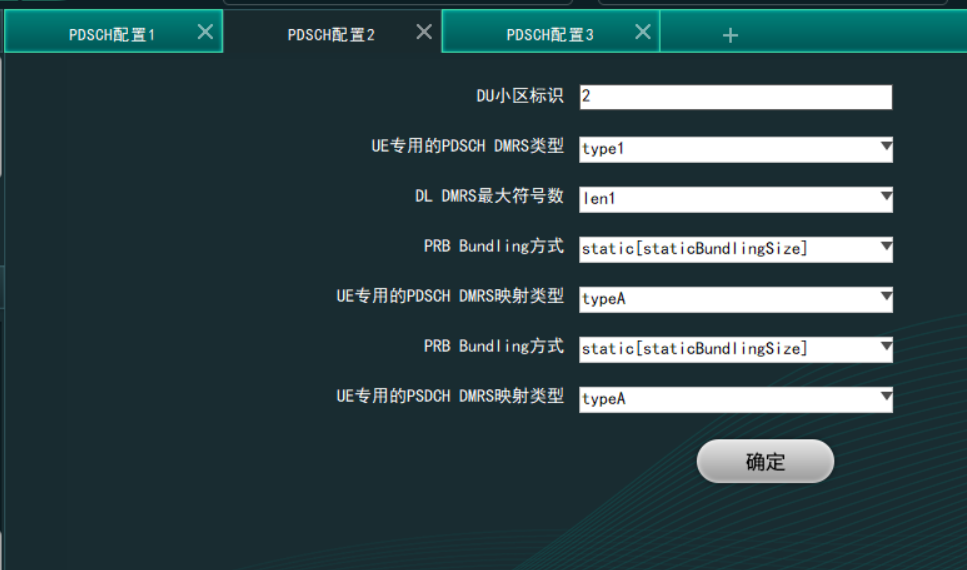 PDSCH配置1
PDSCH配置2
PDSCH配置3
DU小区标识 2
UE专用的PDSCH DMRS类型 type1
DL DMRS最大符号数 len1
PRB Bundling方式 static[staticBundlingSize]
UE专用的PDSCH DMRS映射类型 typeA
PRB Bundling方式 static[staticBundlingSize]
UE专用的PSDCH DMRS映射类型 typeA
确定